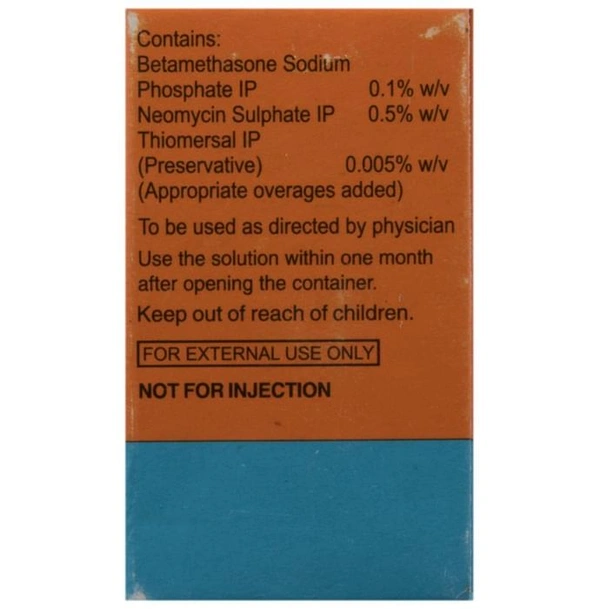 Contains:
Betamethasone Sodium
Phosphate IP 0.1% w/v
Neomycin Sulphate IP 0.5% w/v
Thiomersal IP
(Preservative) 0.005% w/v
(Appropriate overages added)
To be used as directed by physician
Use the solution within one month
after opening the container.
Keep out of reach of children.
FOR EXTERNAL USE ONLY
NOT FOR INJECTION